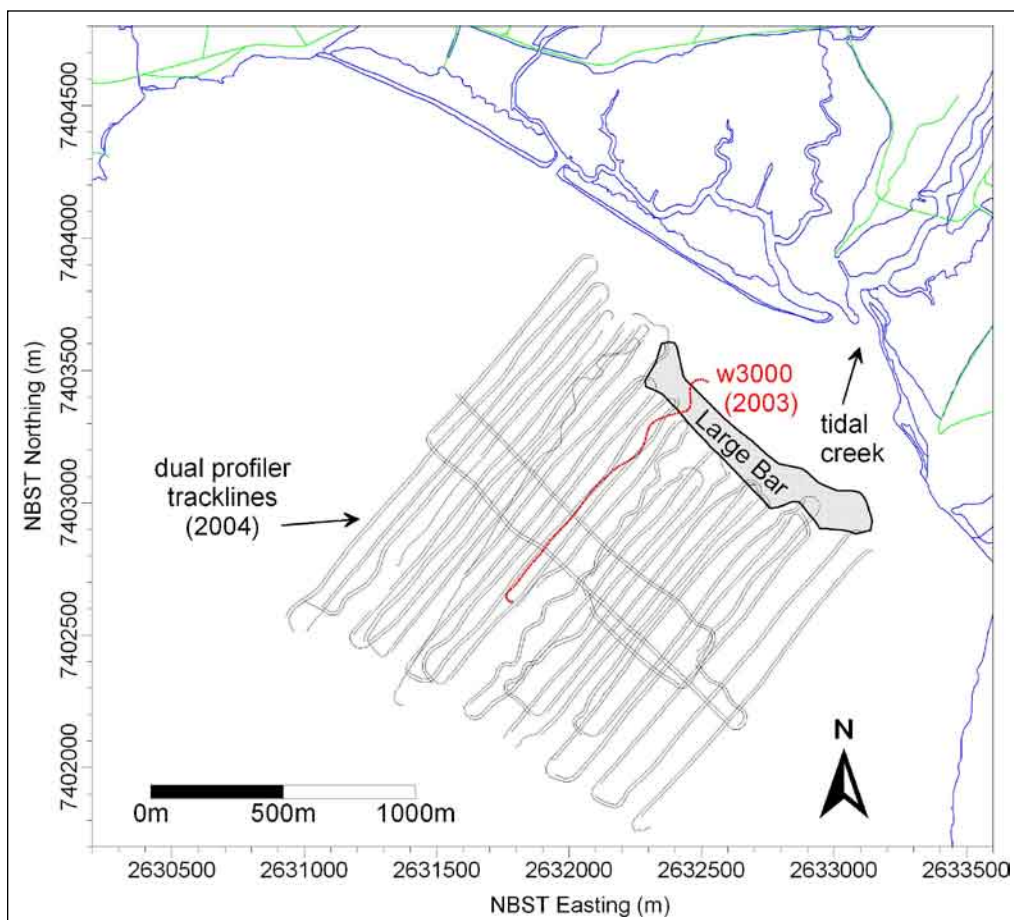 7404500
7404000
7403500
7403000
7402500
7402000
NBST Northing (m)
w3000
(2003)
Large Bar
tidal
creek
dual profiler
tracklines
(2004)
N
0m
500m
1000m
2630500
2631000
2631500
2632000
2632500
2633000
2633500
NBST Easting (m)